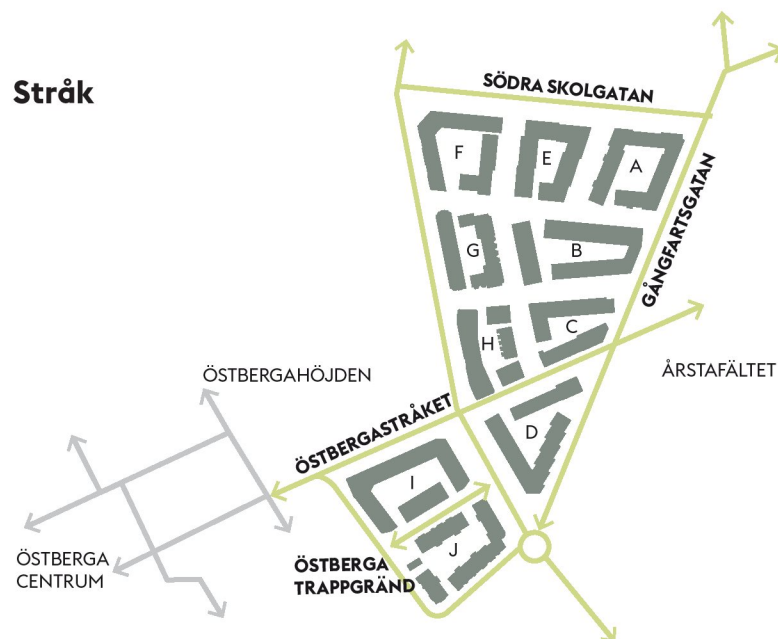 Stråk
SÖDRA SKOLGATAN
F
E
A
GÅNGFARTSGATAN
G
B
H
C
ÖSTBERGAHÖJDEN
ÅRSTAFÄLTET
ÖSTBERGASTRÅKET
D
I
ÖSTBERGA
CENTRUM
ÖSTBERGA
TRAPPGRÄND
J